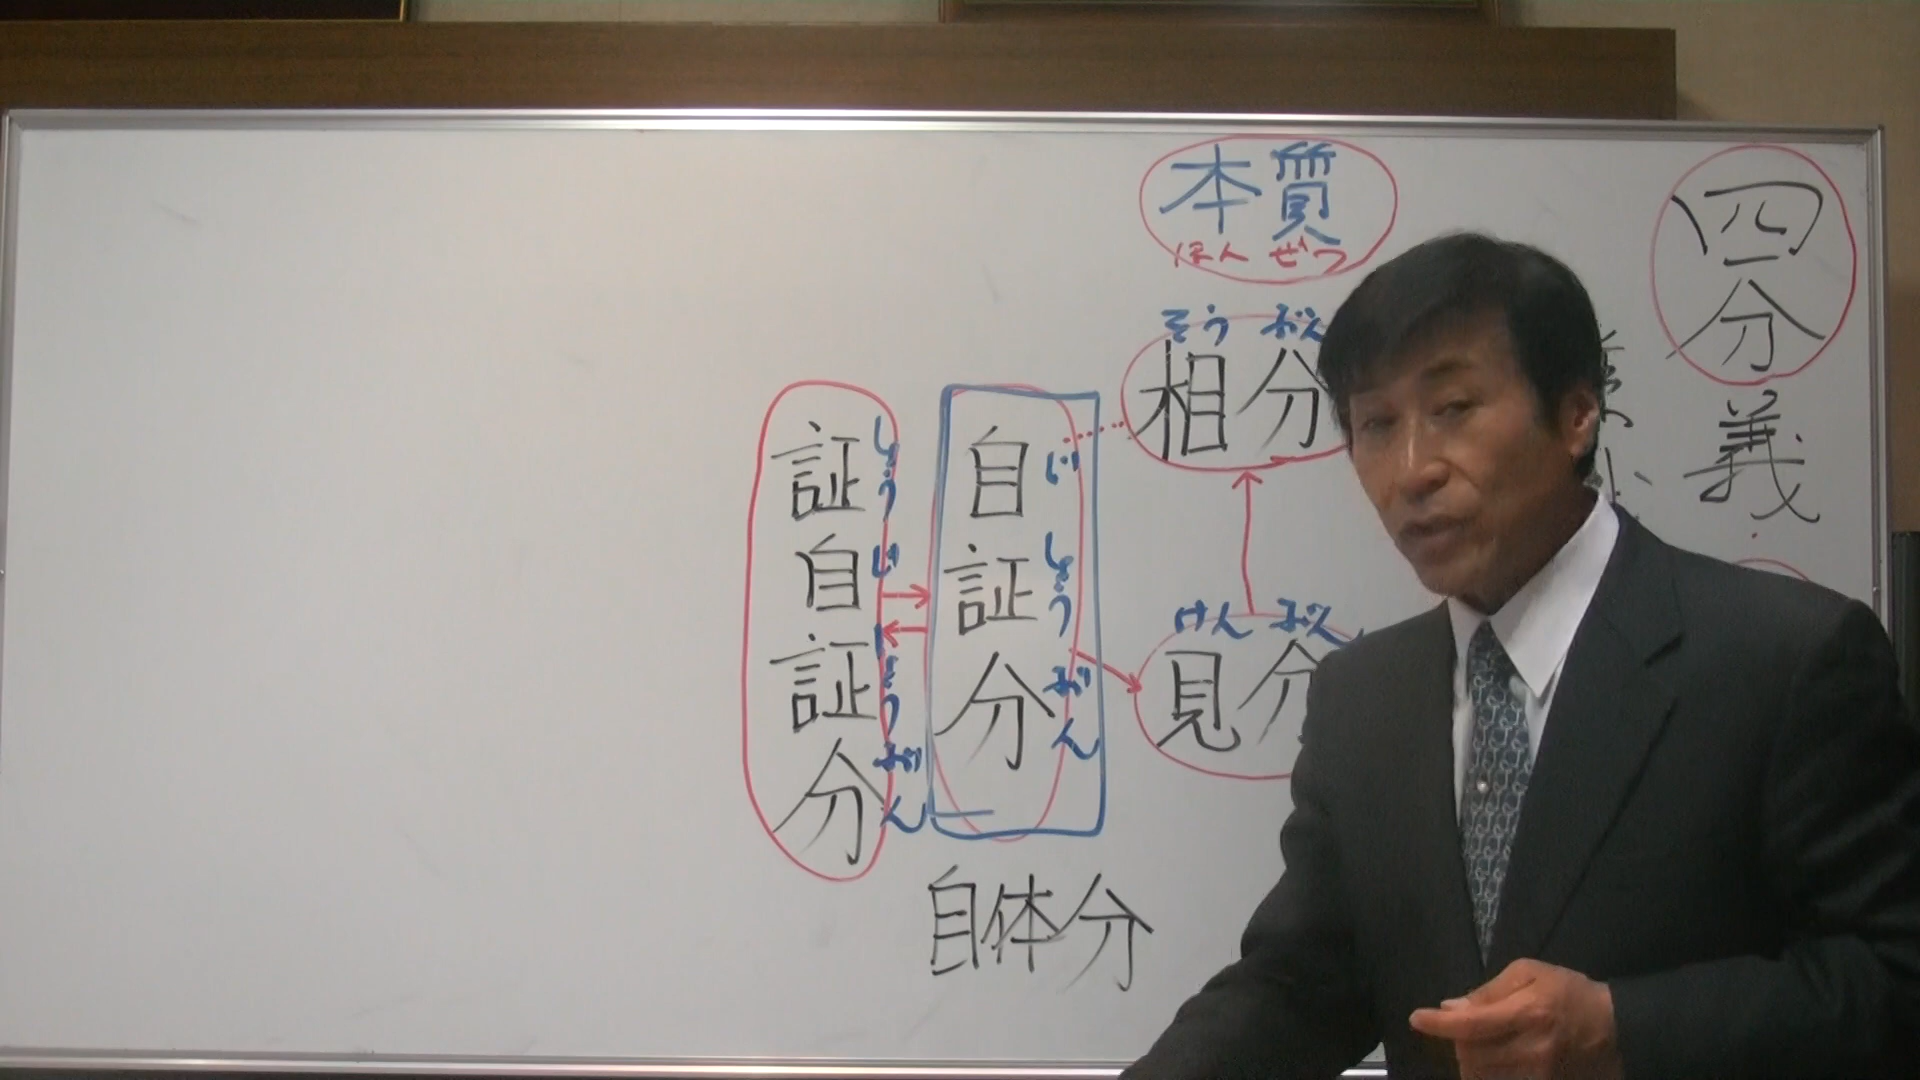 四分義
本質
ほんぜつ
そうぶん
相分
けんぶん
見分
自証分
じしょうぶん
証自証分
しょうじしょうぶん
自体分